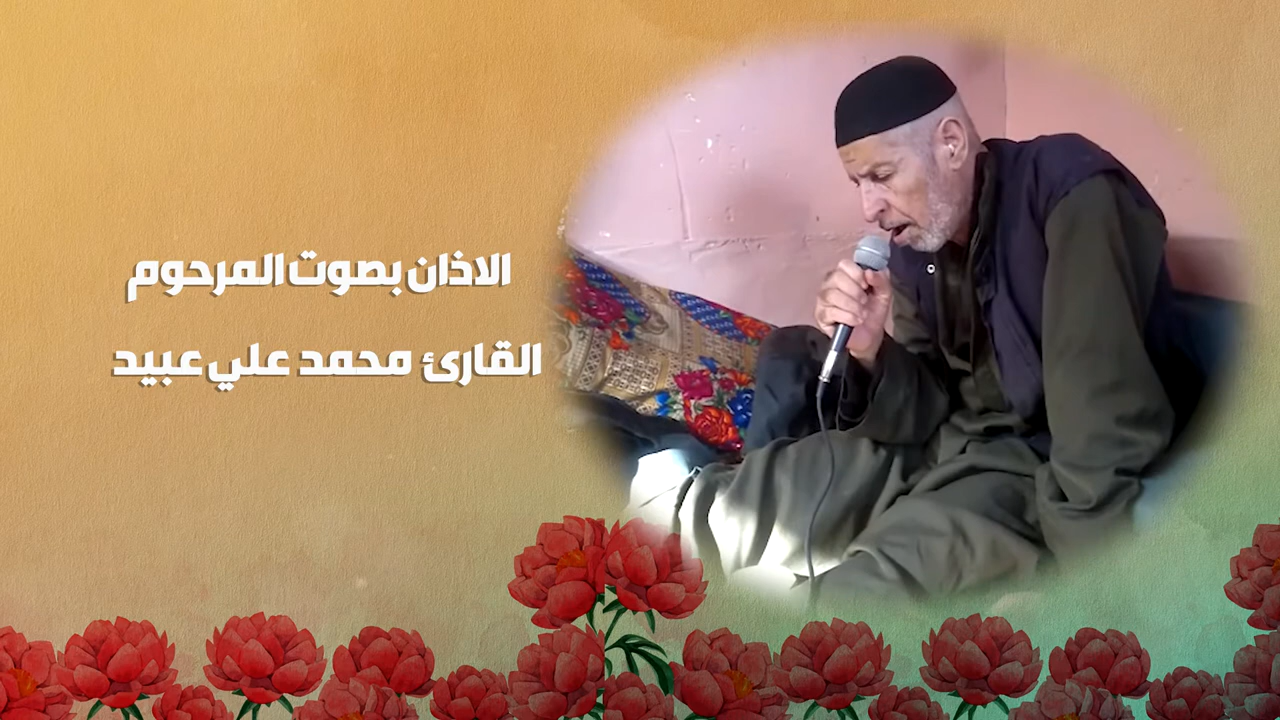 الاذان بصوت المرحوم
القارئ محمد علي عبيد